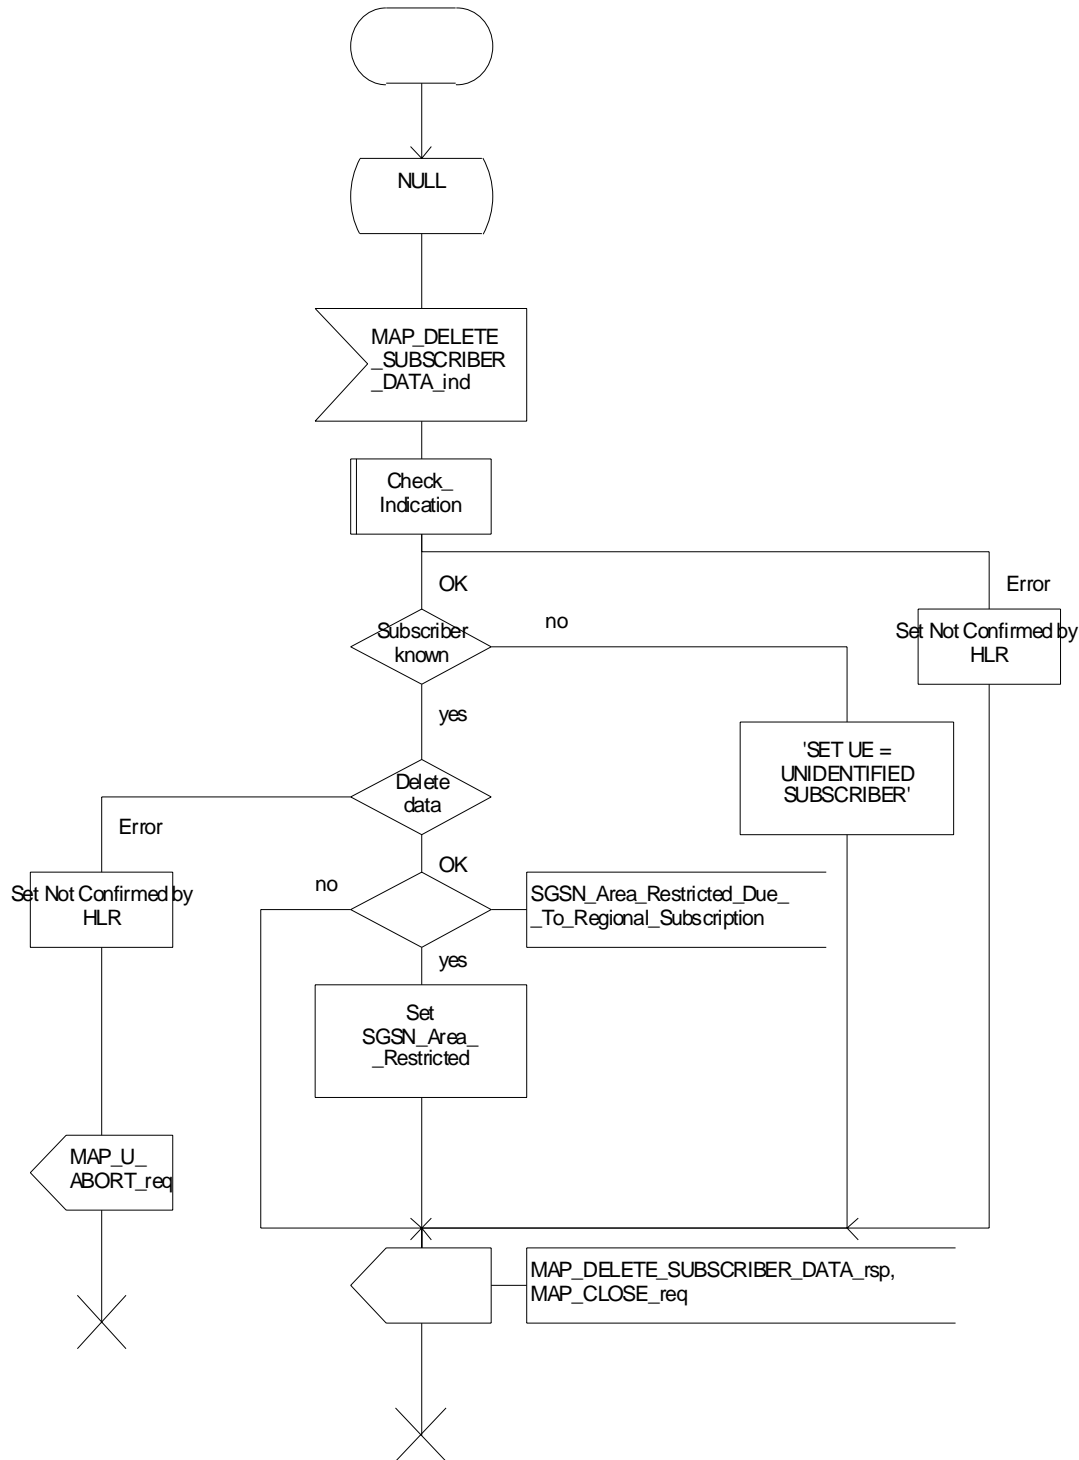 NULL
MAP_DELETE
_SUBSCRIBER
_DATA_ind
Check_
Indication
OK
Error
Subscriber
known
no
Set Not Confirmed by
HLR
yes
'SET UE =
UNIDENTIFIED
SUBSCRIBER'
Delete
data
Error
OK
no
Set Not Confirmed by
HLR
SGSN_Area_Restricted_Due_
_To_Regional_Subscription
yes
Set
SGSN_Area_
_Restricted
MAP_U_
ABORT_req
MAP_DELETE_SUBSCRIBER_DATA_rsp,
MAP_CLOSE_req